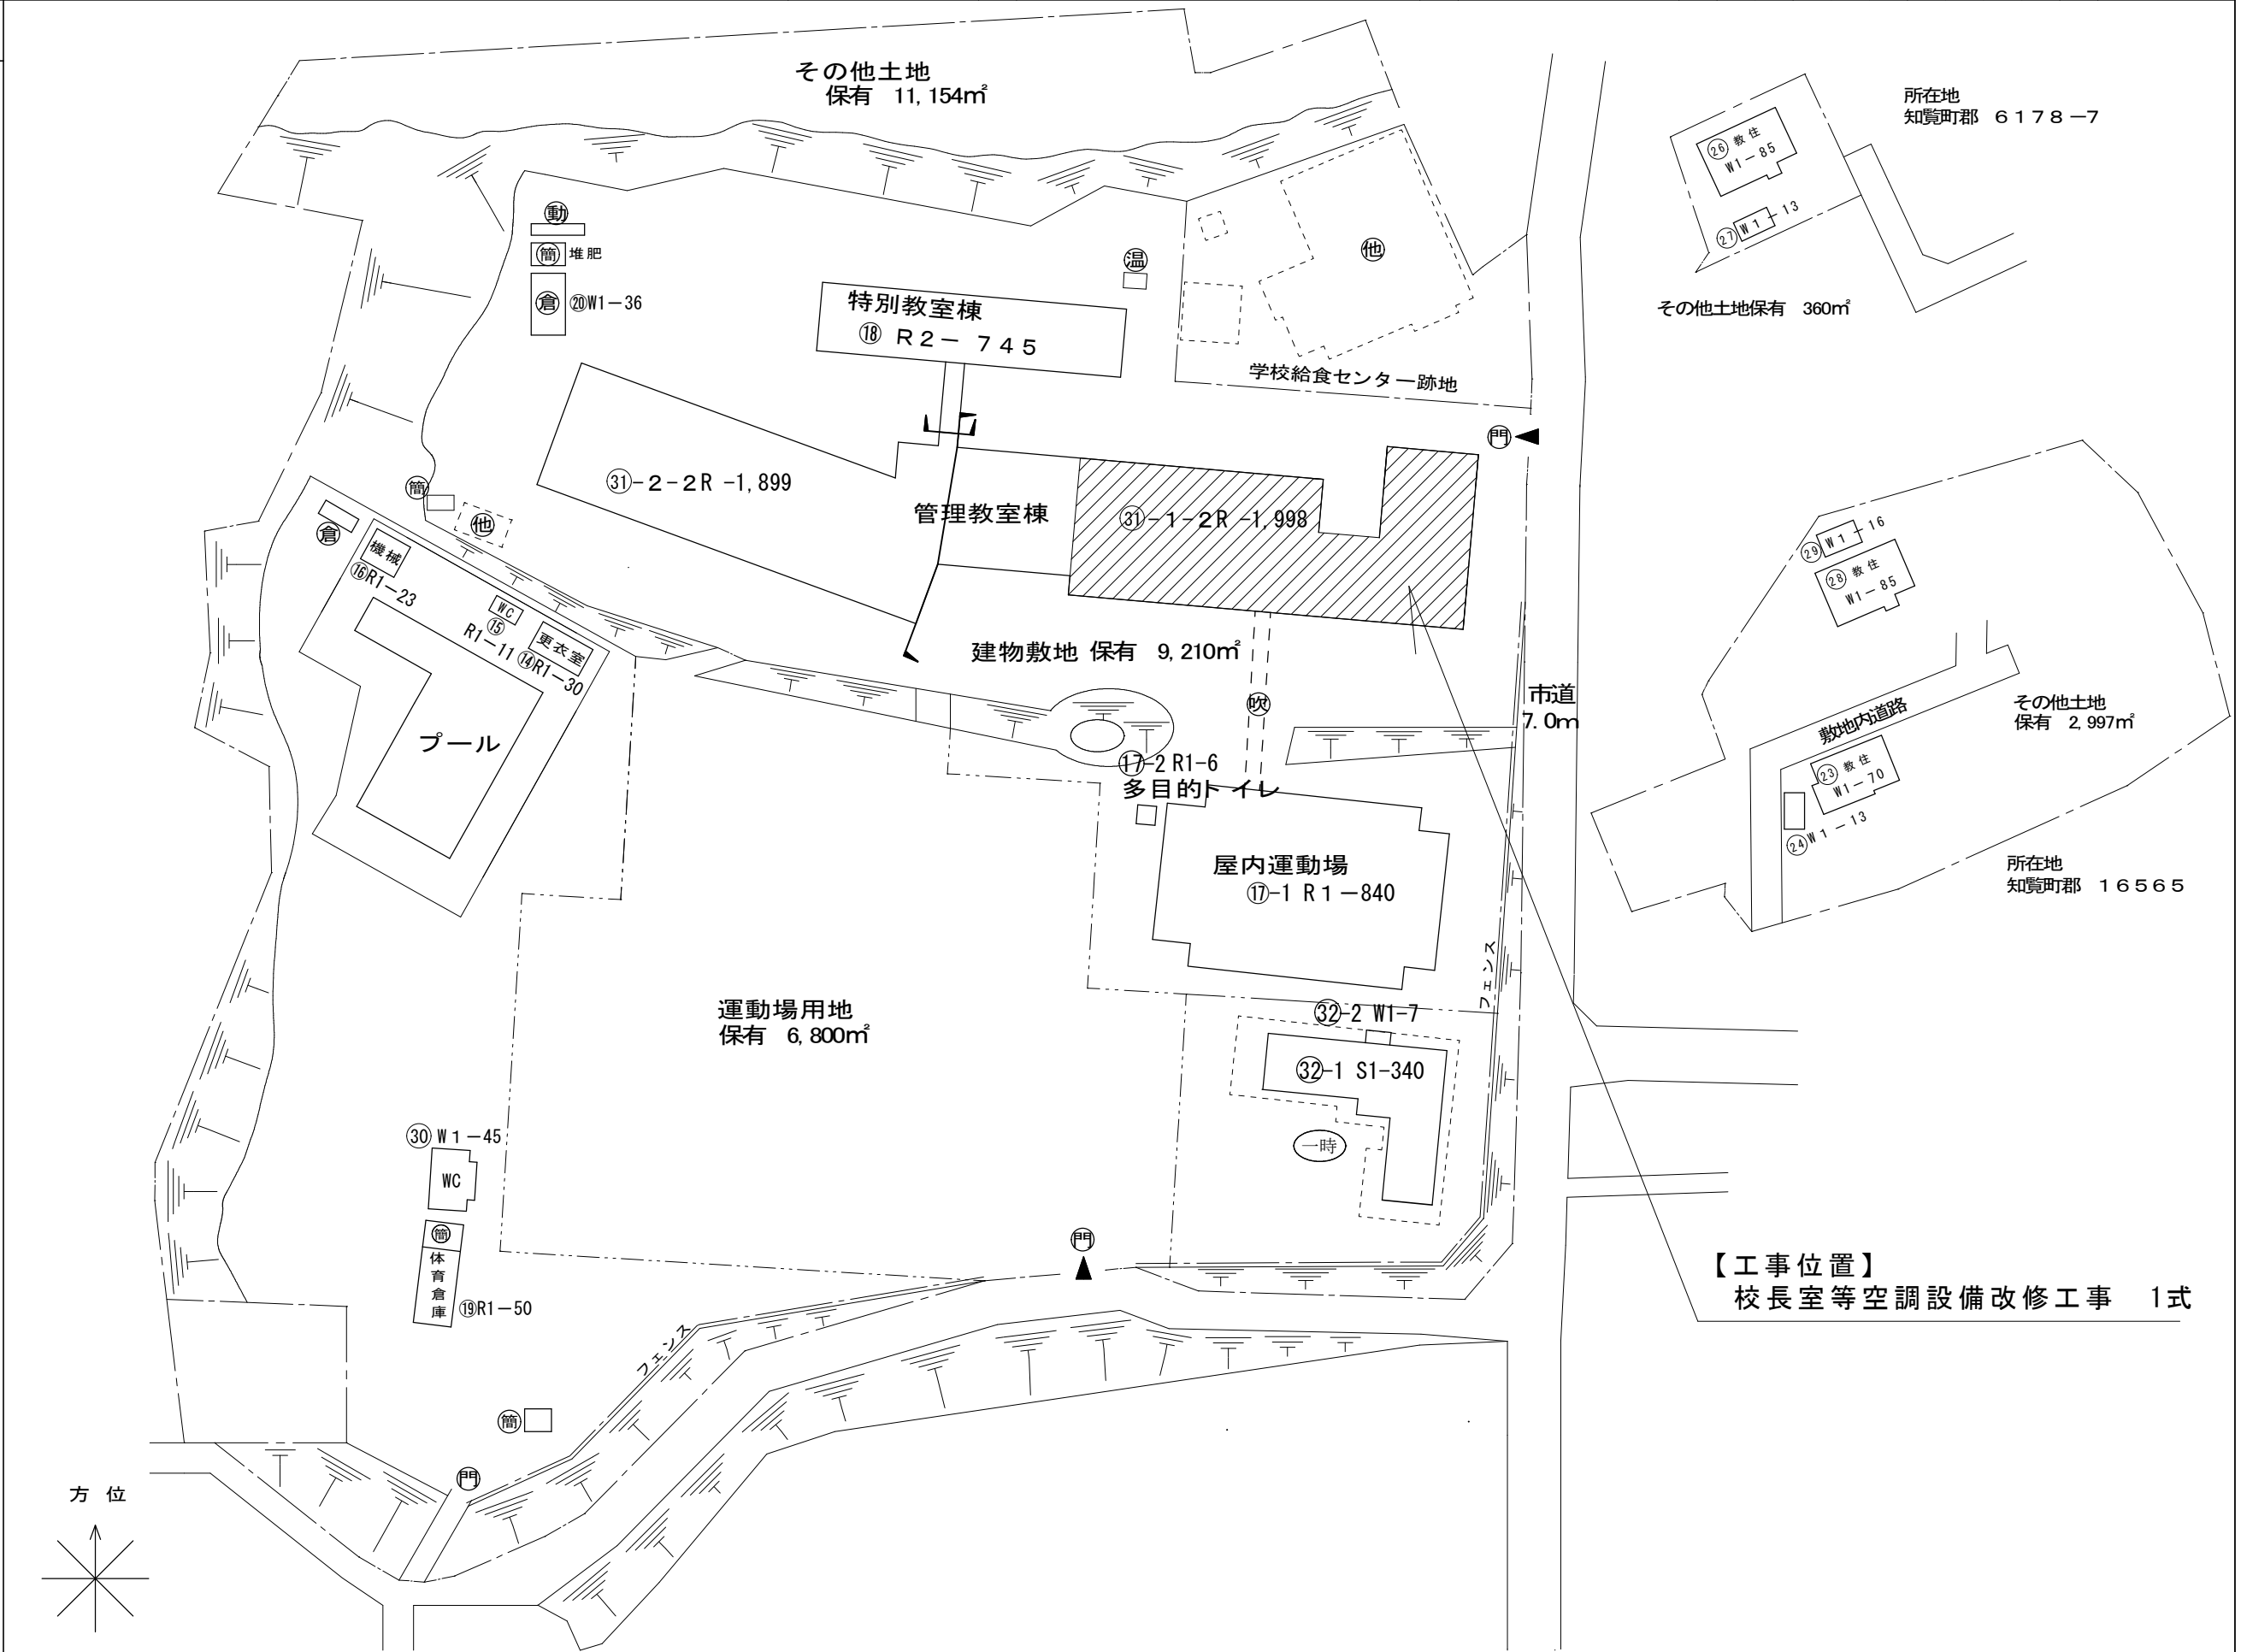 その他土地
保有 11,154㎡
所在地
知覧町郡 6178-7
㉖ 教住
W1-85
㉗ W1-13
その他土地保有 360㎡
動
簡 堆肥
倉 ⑳W1-36
温
他
特別教室棟
⑱ R2-745
学校給食センター跡地
門
㉛-2-2R-1,899
管理教室棟
㉛-1-2R-1,998
簡
他
倉
機械
⑯R1-23
WC
⑮
R1-11
更衣室
⑭R1-30
プール
建物敷地 保有 9,210㎡
吹
市道
7.0m
⑰-2 R1-6
多目的トイレ
屋内運動場
⑰-1 R1-840
フェンス
㉙ W1-16
㉘ 教住
W1-85
敷地内道路
その他土地
保有 2,997㎡
㉓ 教住
W1-70
㉔ W1-13
所在地
知覧町郡 16565
運動場用地
保有 6,800㎡
㉜-2 W1-7
㉜-1 S1-340
一時
㉚ W1-45
WC
簡
体育倉庫
⑲R1-50
門
フェンス
【工事位置】
校長室等空調設備改修工事 1式
簡
門
方位